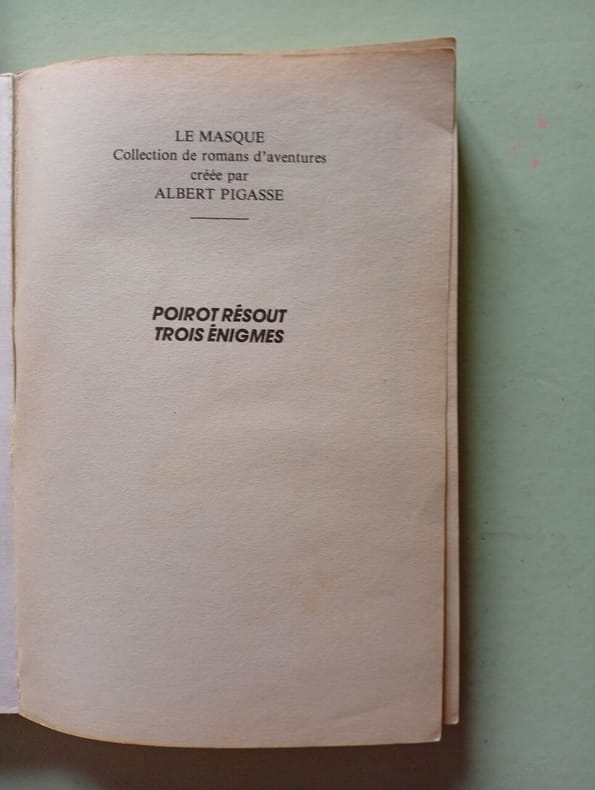 LE MASQUE
Collection de romans d'aventures
créée par
ALBERT PIGASSE
POIROT RÉSOUT
TROIS ÉNIGMES